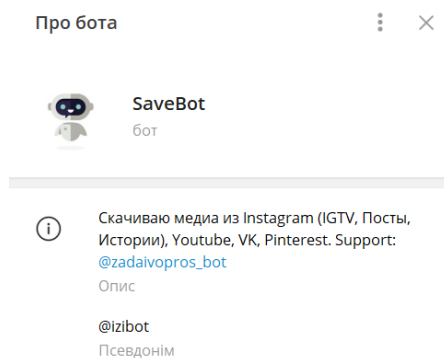 Про бота
SaveBot
бот
Скачиваю медиа из Instagram (IGTV, Посты,
Истории), Youtube, VK, Pinterest. Support:
@zadaivopros_bot
Опис
@izibot
Псевдонім